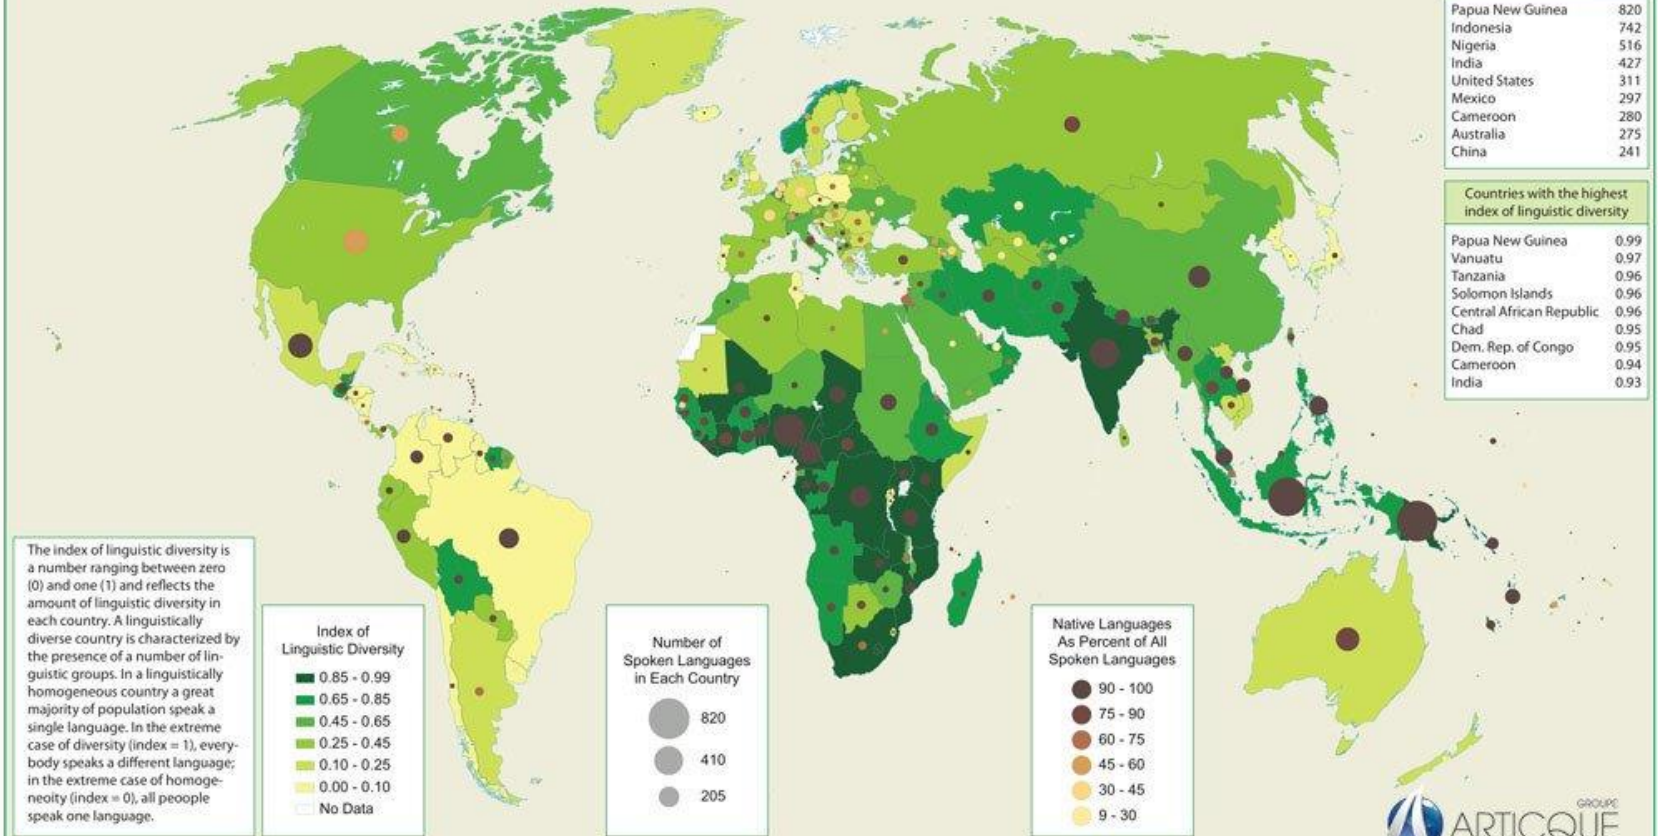 Papua New Guinea 820
Indonesia 742
Nigeria 516
India 427
United States 311
Mexico 297
Cameroon 280
Australia 275
China 241
Countries with the highest
index of linguistic diversity
Papua New Guinea 0.99
Vanuatu 0.97
Tanzania 0.96
Solomon Islands 0.96
Central African Republic 0.96
Chad 0.95
Dem. Rep. of Congo 0.95
Cameroon 0.94
India 0.93
The index of linguistic diversity is
a number ranging between zero
(0) and one (1) and reflects the
amount of linguistic diversity in
each country. A linguistically
diverse country is characterized by
the presence of a number of lin-
guistic groups. In a linguistically
homogeneous country a great
majority of population speak a
single language. In the extreme
case of diversity (index = 1), every-
body speaks a different language;
in the extreme case of homoge-
neity (index = 0), all peoople
speak one language.
Index of
Linguistic Diversity
0.85 - 0.99
0.65 - 0.85
0.45 - 0.65
0.25 - 0.45
0.10 - 0.25
0.00 - 0.10
No Data
Number of
Spoken Languages
in Each Country
820
410
205
Native Languages
As Percent of All
Spoken Languages
90 - 100
75 - 90
60 - 75
45 - 60
30 - 45
9 - 30
GROUPE
ARTICQUE